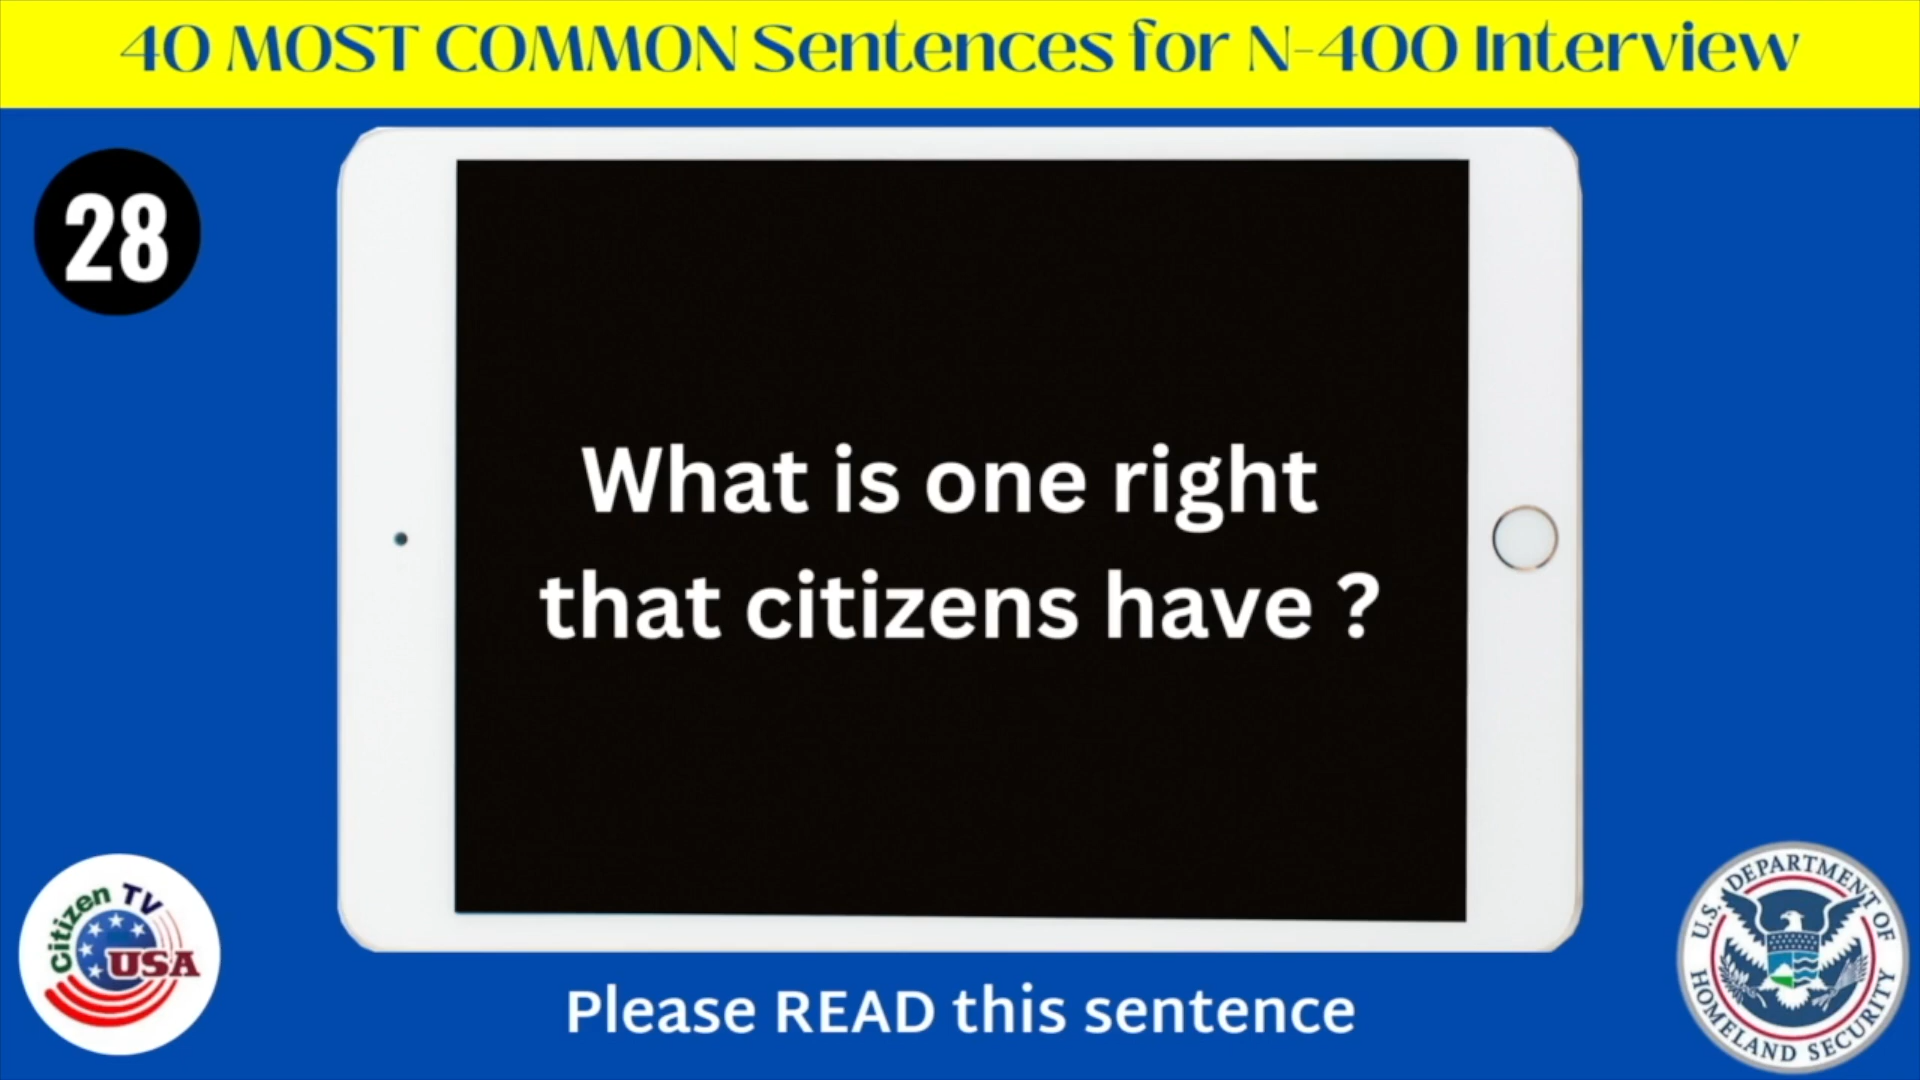 40 MOST COMMON Sentences for N-400 Interview
28
What is one right
that citizens have ?
Citizen TV
USA
Please READ this sentence
U.S. DEPARTMENT OF
HOMELAND SECURITY